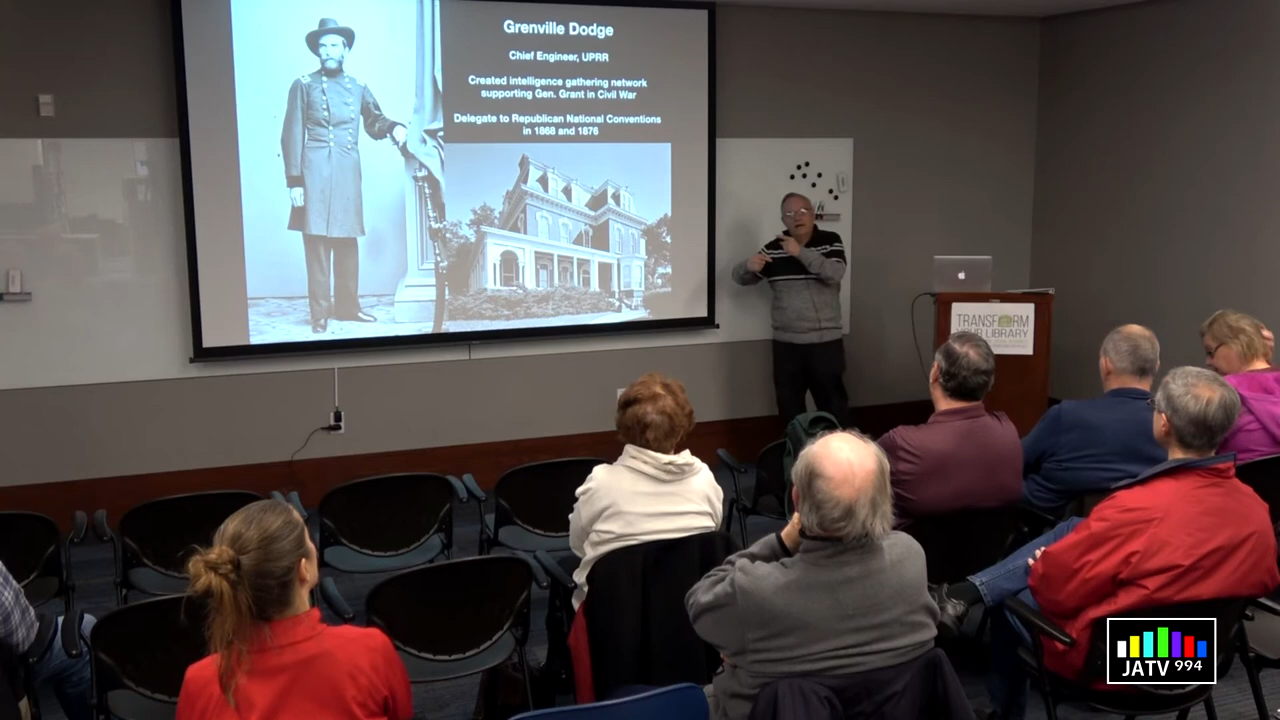 Grenville Dodge
Chief Engineer, UPRR
Created intelligence gathering network
supporting Gen. Grant in Civil War
Delegate to Republican National Conventions
in 1868 and 1876
TRANSFORM
YOUR LIBRARY
JATV 994